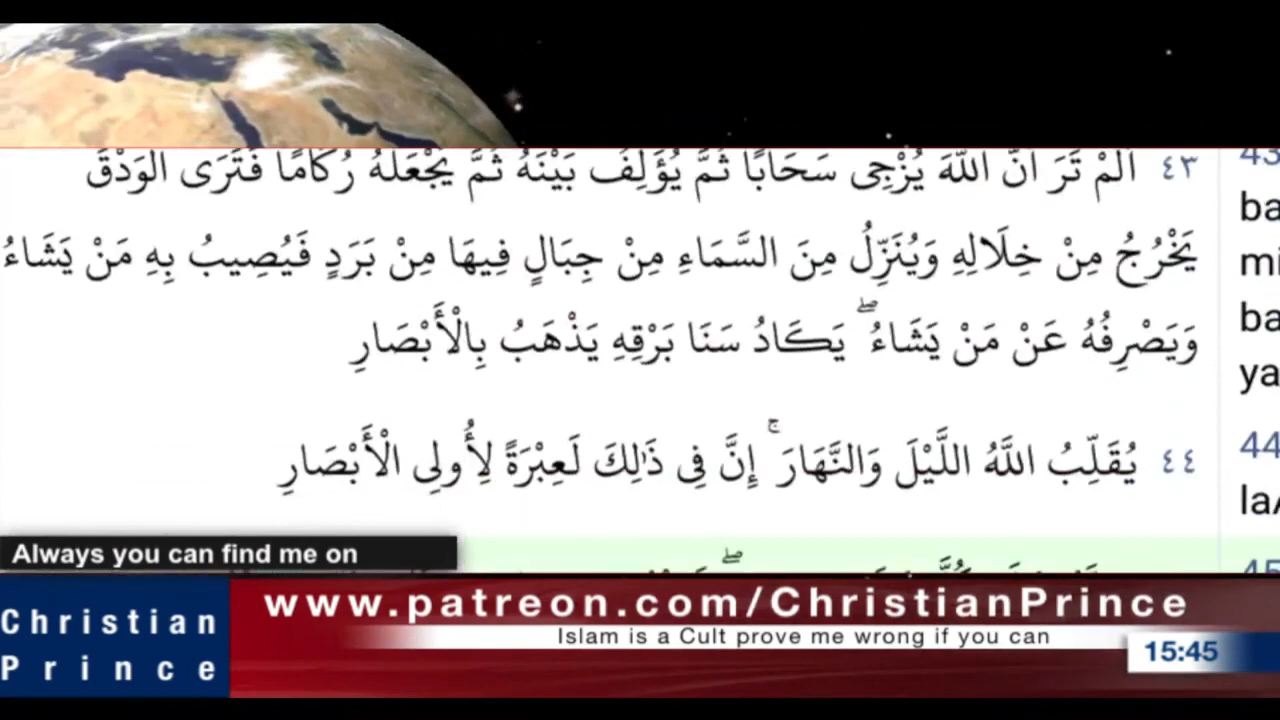 ٤٣ أَلَمْ تَرَ أَنَّ اللَّهَ يُزْجِي سَحَابًا ثُمَّ يُؤَلِّفُ بَيْنَهُ ثُمَّ يَجْعَلُهُ رُكَامًا فَتَرَى الْوَدْقَ
يَخْرُجُ مِنْ خِلَالِهِ وَيُنَزِّلُ مِنَ السَّمَاءِ مِنْ جِبَالٍ فِيهَا مِنْ بَرَدٍ فَيُصِيبُ بِهِ مَنْ يَشَاءُ
وَيَصْرِفُهُ عَنْ مَنْ يَشَاءُ ۖ يَكَادُ سَنَا بَرْقِهِ يَذْهَبُ بِالْأَبْصَارِ
٤٤ يُقَلِّبُ اللَّهُ اللَّيْلَ وَالنَّهَارَ ۚ إِنَّ فِي ذَٰلِكَ لَعِبْرَةً لِأُولِي الْأَبْصَارِ
43
ba
mi
ba
ya
44
la
Always you can find me on
Christian
Prince
www.patreon.com/ChristianPrince
Islam is a Cult prove me wrong if you can
15:45